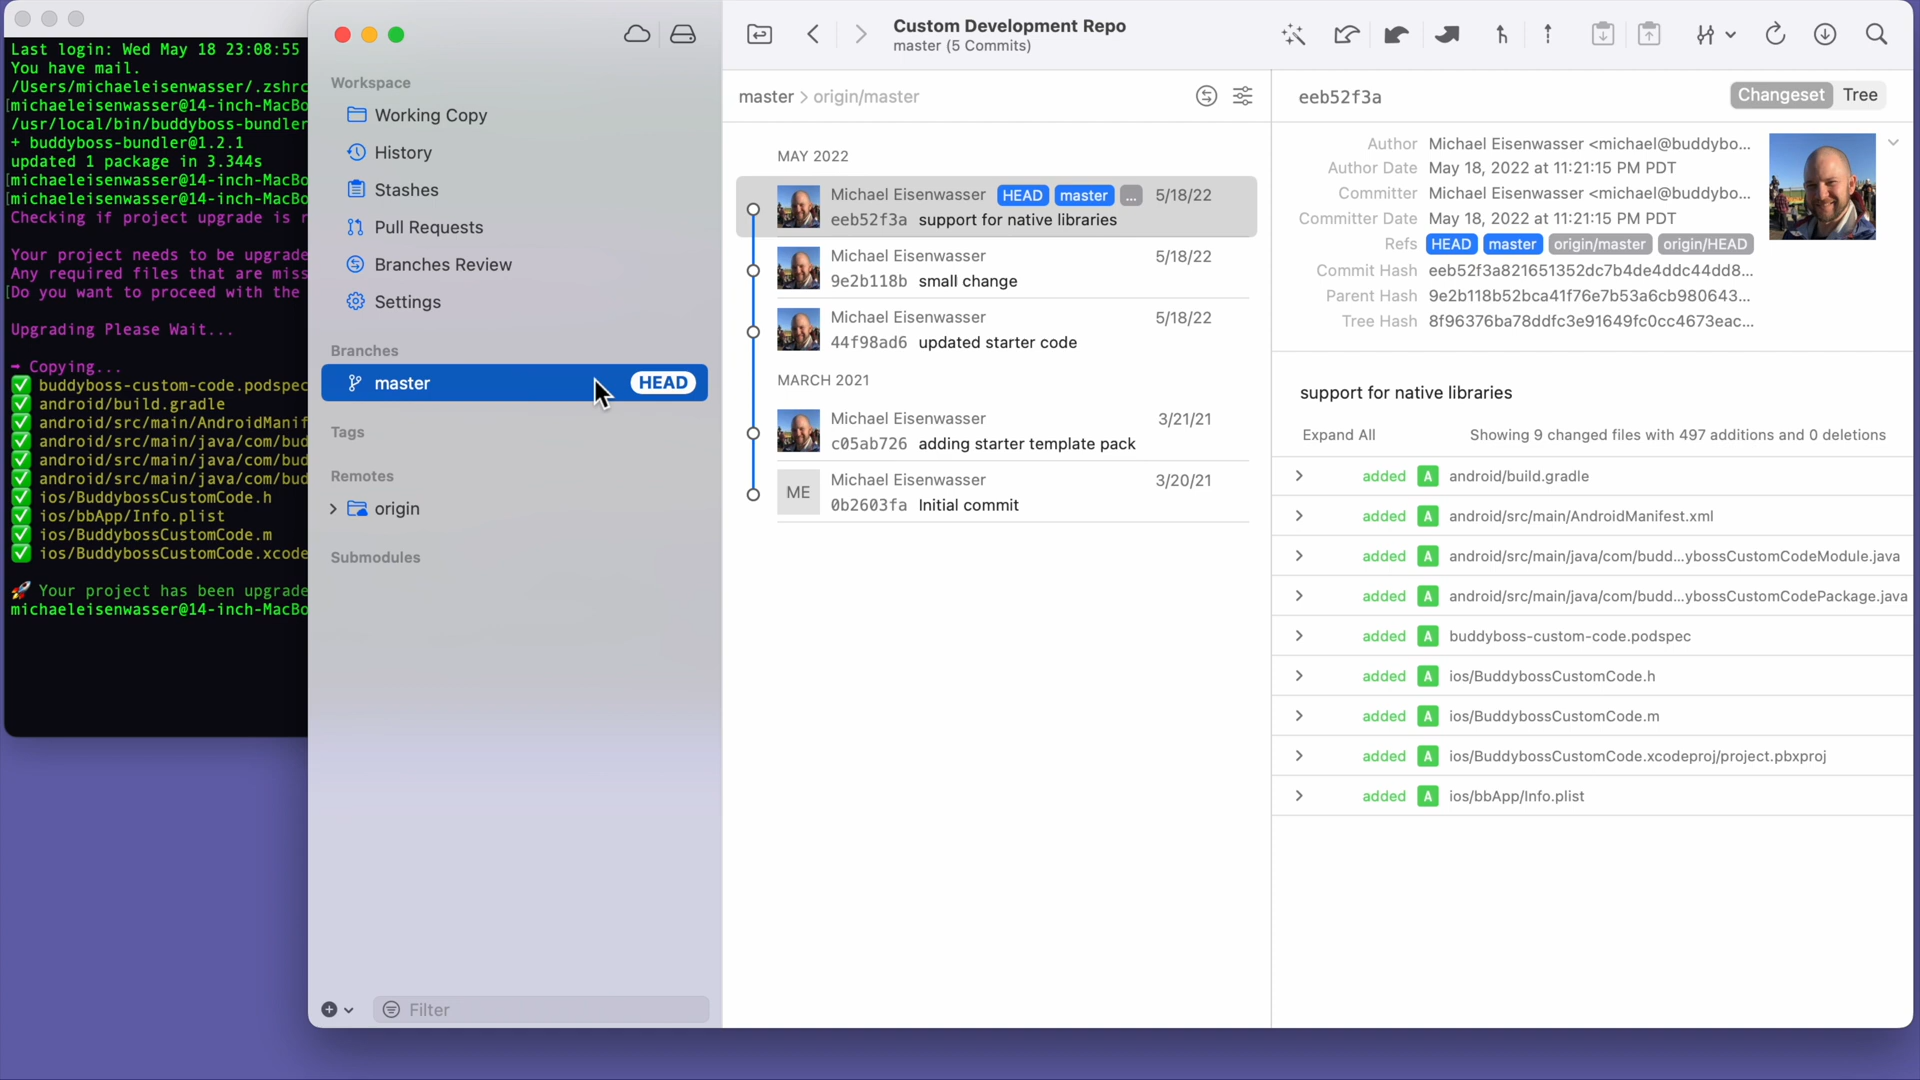 Last login: Wed May 18 23:08:55
You have mail.
/Users/michaeleisenwasser/.zshrc
[michaeleisenwasser@14-inch-MacBo
/usr/local/bin/buddyboss-bundler
+ buddyboss-bundler@1.2.1
updated 1 package in 3.344s
[michaeleisenwasser@14-inch-MacBo
[michaeleisenwasser@14-inch-MacBo
Checking if project upgrade is r
Your project needs to be upgrade
Any required files that are miss
[Do you want to proceed with the
Upgrading Please Wait...
Copying...
buddyboss-custom-code.podspec
android/build.gradle
android/src/main/AndroidManif
android/src/main/java/com/bud
android/src/main/java/com/bud
android/src/main/java/com/bud
ios/BuddybossCustomCode.h
ios/bbApp/Info.plist
ios/BuddybossCustomCode.m
ios/BuddybossCustomCode.xcode
Your project has been upgrade
michaeleisenwasser@14-inch-MacBo
Workspace
Working Copy
History
Stashes
Pull Requests
Branches Review
Settings
Branches
master HEAD
Tags
Remotes
origin
Submodules
Filter
Custom Development Repo
master (5 Commits)
master > origin/master
MAY 2022
Michael Eisenwasser HEAD master ... 5/18/22
eeb52f3a support for native libraries
Michael Eisenwasser 5/18/22
9e2b118b small change
Michael Eisenwasser 5/18/22
44f98ad6 updated starter code
MARCH 2021
Michael Eisenwasser 3/21/21
c05ab726 adding starter template pack
ME Michael Eisenwasser 3/20/21
0b2603fa Initial commit
eeb52f3a Changeset Tree
Author Michael Eisenwasser <michael@buddybo...
Author Date May 18, 2022 at 11:21:15 PM PDT
Committer Michael Eisenwasser <michael@buddybo...
Committer Date May 18, 2022 at 11:21:15 PM PDT
Refs HEAD master origin/master origin/HEAD
Commit Hash eeb52f3a821651352dc7b4de4ddc44dd8...
Parent Hash 9e2b118b52bca41f76e7b53a6cb980643...
Tree Hash 8f96376ba78ddfc3e91649fc0cc4673eac...
support for native libraries
Expand All Showing 9 changed files with 497 additions and 0 deletions
added A android/build.gradle
added A android/src/main/AndroidManifest.xml
added A android/src/main/java/com/budd...ybossCustomCodeModule.java
added A android/src/main/java/com/budd...ybossCustomCodePackage.java
added A buddyboss-custom-code.podspec
added A ios/BuddybossCustomCode.h
added A ios/BuddybossCustomCode.m
added A ios/BuddybossCustomCode.xcodeproj/project.pbxproj
added A ios/bbApp/Info.plist